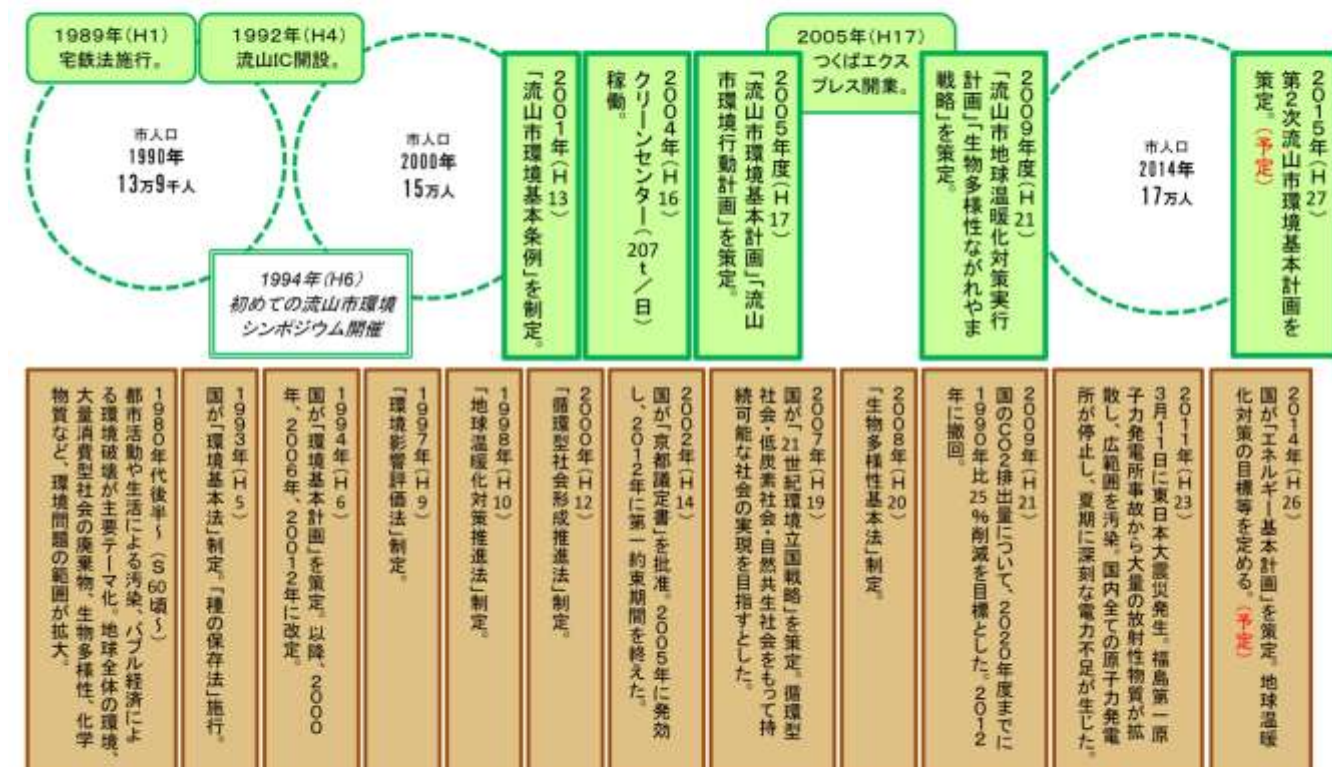 1989年(H1)
宅鉄法施行。
1992年(H4)
流山IC開設。
2005年(H17)
つくばエクス
プレス開業。
市人口
1990年
13万9千人
市人口
2000年
15万人
市人口
2014年
17万人
1994年(H6)
初めての流山市環境
シンポジウム開催
2001年(H13)
「流山市環境基本条例」を制定。
2004年(H16)
クリーンセンター(207t/日)
稼働。
2005年度(H17)
「流山市環境基本計画」「流山
市環境行動計画」を策定。
2009年度(H21)
「流山市地球温暖化対策実行
計画」「生物多様性ながれやま
戦略」を策定。
2015年(H27)
第2次流山市環境基本計画を
策定。(予定)
1980年代後半~(S60頃~)
都市活動や生活による汚染、バブル経済によ
る環境破壊が主要テーマ化。地球全体の環境、
大量消費型社会の廃棄物、生物多様性、化学
物質など、環境問題の範囲が拡大。
1993年(H5)
国が「環境基本法」制定。「種の保存法」施行。
1994年(H6)
国が「環境基本計画」を策定。以降、2000
年、2006年、20012年に改定。
1997年(H9)
「環境影響評価法」制定。
1998年(H10)
「地球温暖化対策推進法」制定。
2000年(H12)
「循環型社会形成推進法」制定。
2002年(H14)
国が「京都議定書」を批准。2005年に発効
し、2012年に第一約束期間を終えた。
2007年(H19)
国が「21世紀環境立国戦略」を策定。循環型
社会・低炭素社会・自然共生社会をもって持
続可能な社会の実現を目指すとした。
2008年(H20)
「生物多様性基本法」制定。
2009年(H21)
国のCO2排出量について、2020年度までに
1990年比25%削減を目標とした。2012
年に撤回。
2011年(H23)
3月11日に東日本大震災発生。福島第一原
子力発電所事故から大量の放射性物質が拡
散し、広範囲を汚染。国内全ての原子力発電
所が停止し、夏期に深刻な電力不足が生じた。
2014年(H26)
国が「エネルギー基本計画」を策定。地球温暖
化対策の目標等を定める。(予定)